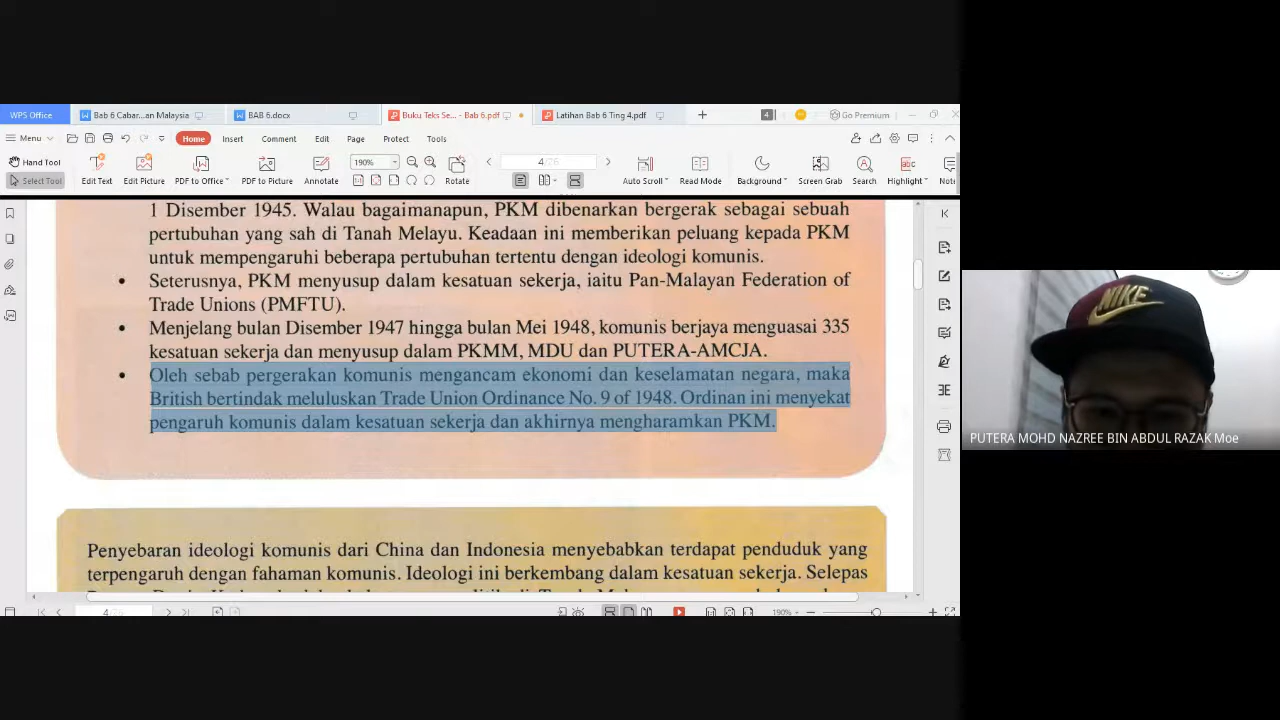 WPS Office
Bab 6 Cabar...an Malaysia
BAB 6.docx
Buku Teks Se... - Bab 6.pdf
Latihan Bab 6 Ting 4.pdf
4
Go Premium
Menu
Home
Insert
Comment
Edit
Page
Protect
Tools
Hand Tool
Select Tool
Edit Text
Edit Picture
PDF to Office
PDF to Picture
Annotate
190%
Rotate
Auto Scroll
Read Mode
Background
Screen Grab
Search
Highlight
1 Disember 1945. Walau bagaimanapun, PKM dibenarkan bergerak sebagai sebuah
pertubuhan yang sah di Tanah Melayu. Keadaan ini memberikan peluang kepada PKM
untuk mempengaruhi beberapa pertubuhan tertentu dengan ideologi komunis.
• Seterusnya, PKM menyusup dalam kesatuan sekerja, iaitu Pan-Malayan Federation of
Trade Unions (PMFTU).
• Menjelang bulan Disember 1947 hingga bulan Mei 1948, komunis berjaya menguasai 335
kesatuan sekerja dan menyusup dalam PKMM, MDU dan PUTERA-AMCJA.
• Oleh sebab pergerakan komunis mengancam ekonomi dan keselamatan negara, maka
British bertindak meluluskan Trade Union Ordinance No. 9 of 1948. Ordinan ini menyekat
pengaruh komunis dalam kesatuan sekerja dan akhirnya mengharamkan PKM.
Penyebaran ideologi komunis dari China dan Indonesia menyebabkan terdapat penduduk yang
terpengaruh dengan fahaman komunis. Ideologi ini berkembang dalam kesatuan sekerja. Selepas
190%
NIKE
PUTERA MOHD NAZREE BIN ABDUL RAZAK Moe